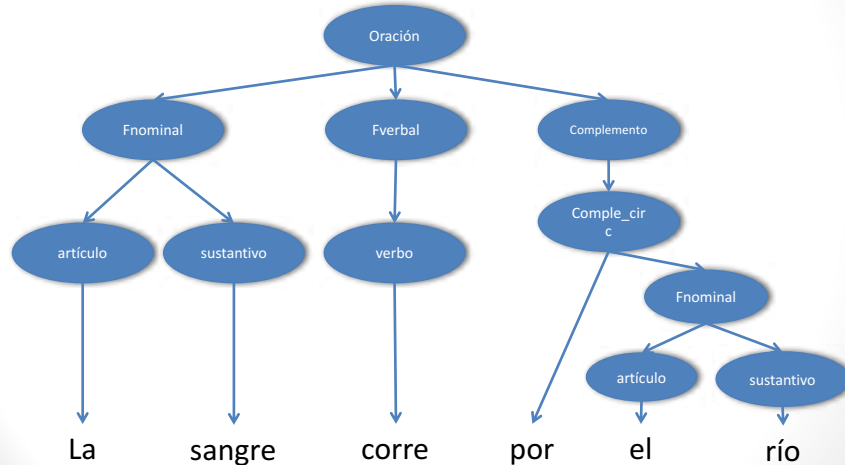 Oración
Fnominal
Fverbal
Complemento
Comple_cir
c
artículo
sustantivo
verbo
Fnominal
artículo
sustantivo
La
sangre
corre
por
el
río